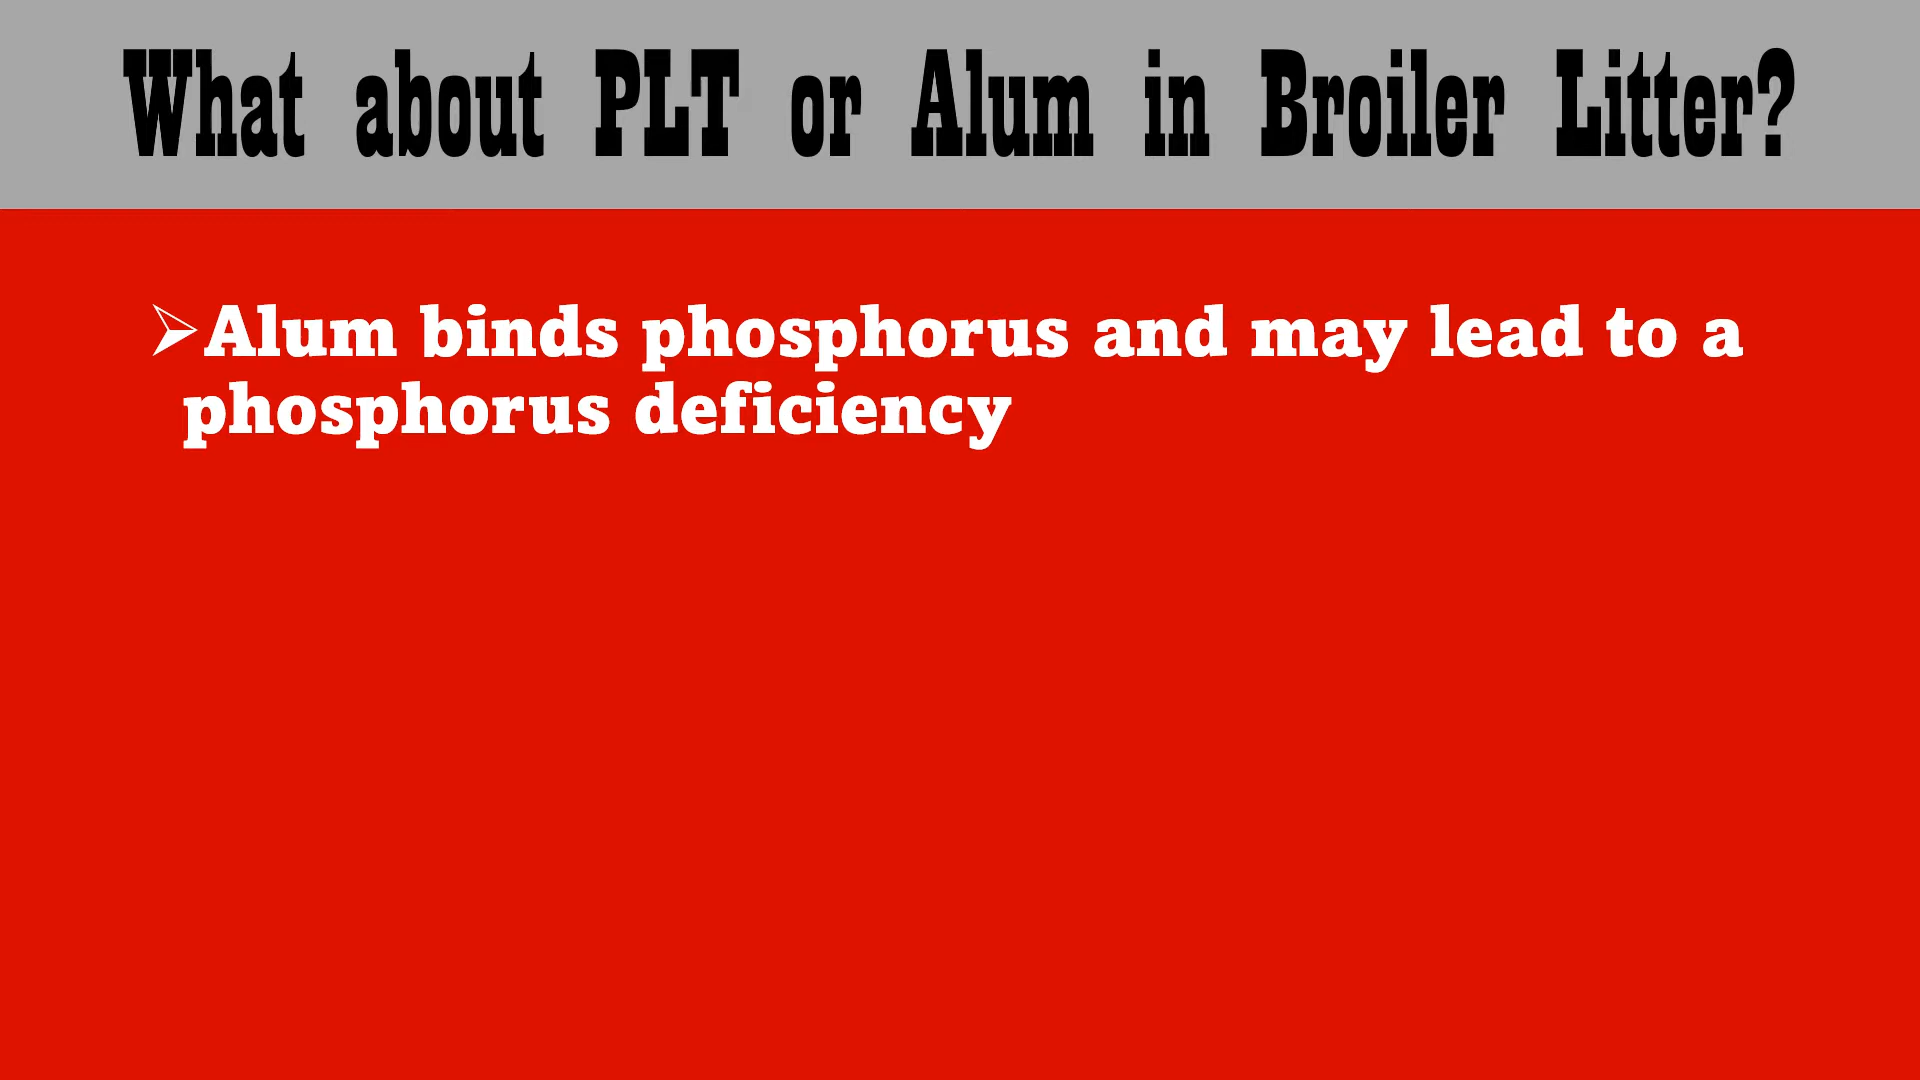 What about PLT or Alum in Broiler Litter?
➢Alum binds phosphorus and may lead to a
phosphorus deficiency